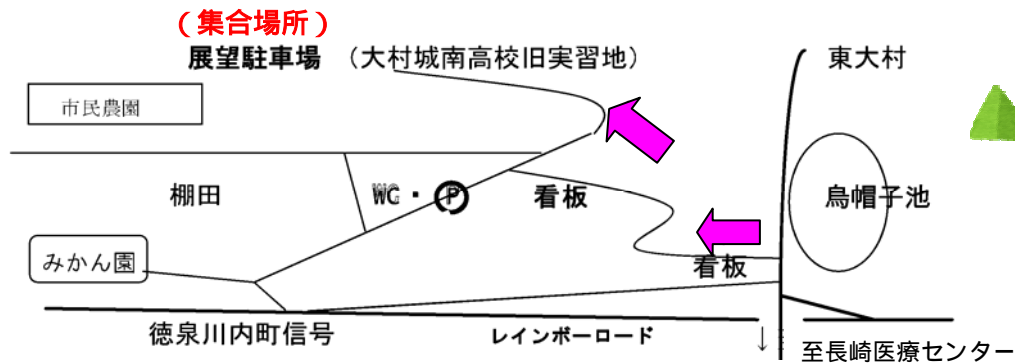 （集合場所）
展望駐車場 （大村城南高校旧実習地）
東大村
市民農園
棚田
WC・Ⓟ
看板
烏帽子池
みかん園
看板
徳泉川内町信号
レインボーロード
↓
至長崎医療センター